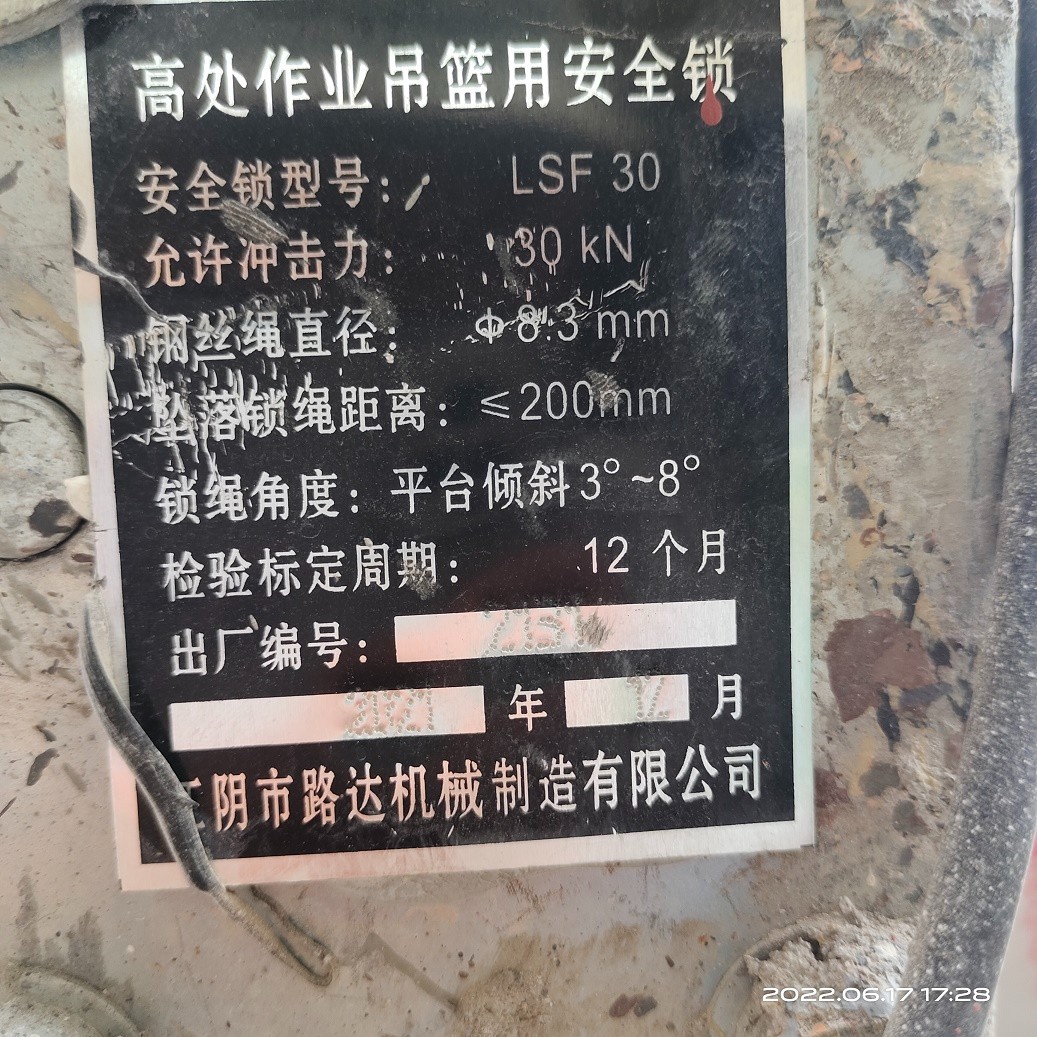 高处作业吊篮用安全锁
安全锁型号: LSF 30
允许冲击力: 30 kN
钢丝绳直径: Φ 8.3 mm
坠落锁绳距离: ≤200mm
锁绳角度: 平台倾斜3°~8°
检验标定周期: 12 个月
出厂编号:
2021 年 12 月
江阴市路达机械制造有限公司
2022.06.17 17:28